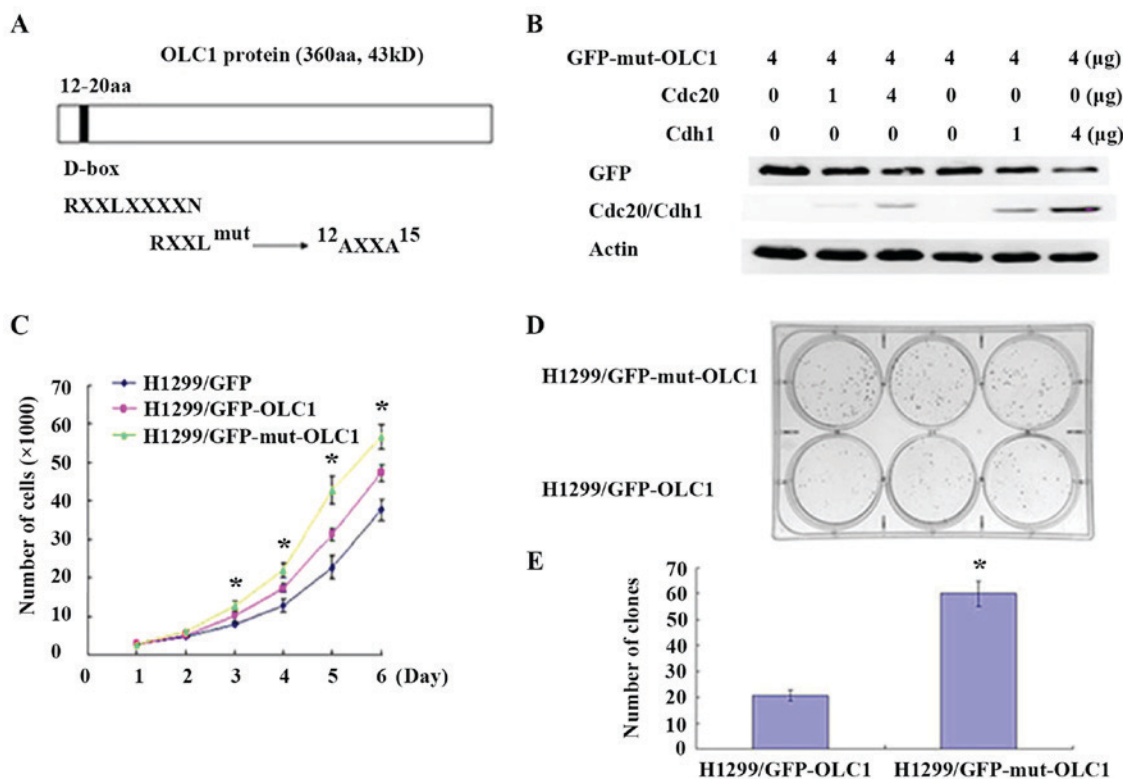 A
OLC1 protein (360aa, 43kD)
12-20aa
D-box
RXXLXXXXN
RXXL mut → 12AXXA15
B
GFP-mut-OLC1 4 4 4 4 4 4 (μg)
Cdc20 0 1 4 0 0 0 (μg)
Cdh1 0 0 0 0 1 4 (μg)
GFP
Cdc20/Cdh1
Actin
C
H1299/GFP
H1299/GFP-OLC1
H1299/GFP-mut-OLC1
Number of cells (×1000)
70
60
50
40
30
20
10
0
* * * *
0 1 2 3 4 5 6 (Day)
D
H1299/GFP-mut-OLC1
H1299/GFP-OLC1
E
Number of clones
70
60
50
40
30
20
10
0
*
H1299/GFP-OLC1 H1299/GFP-mut-OLC1